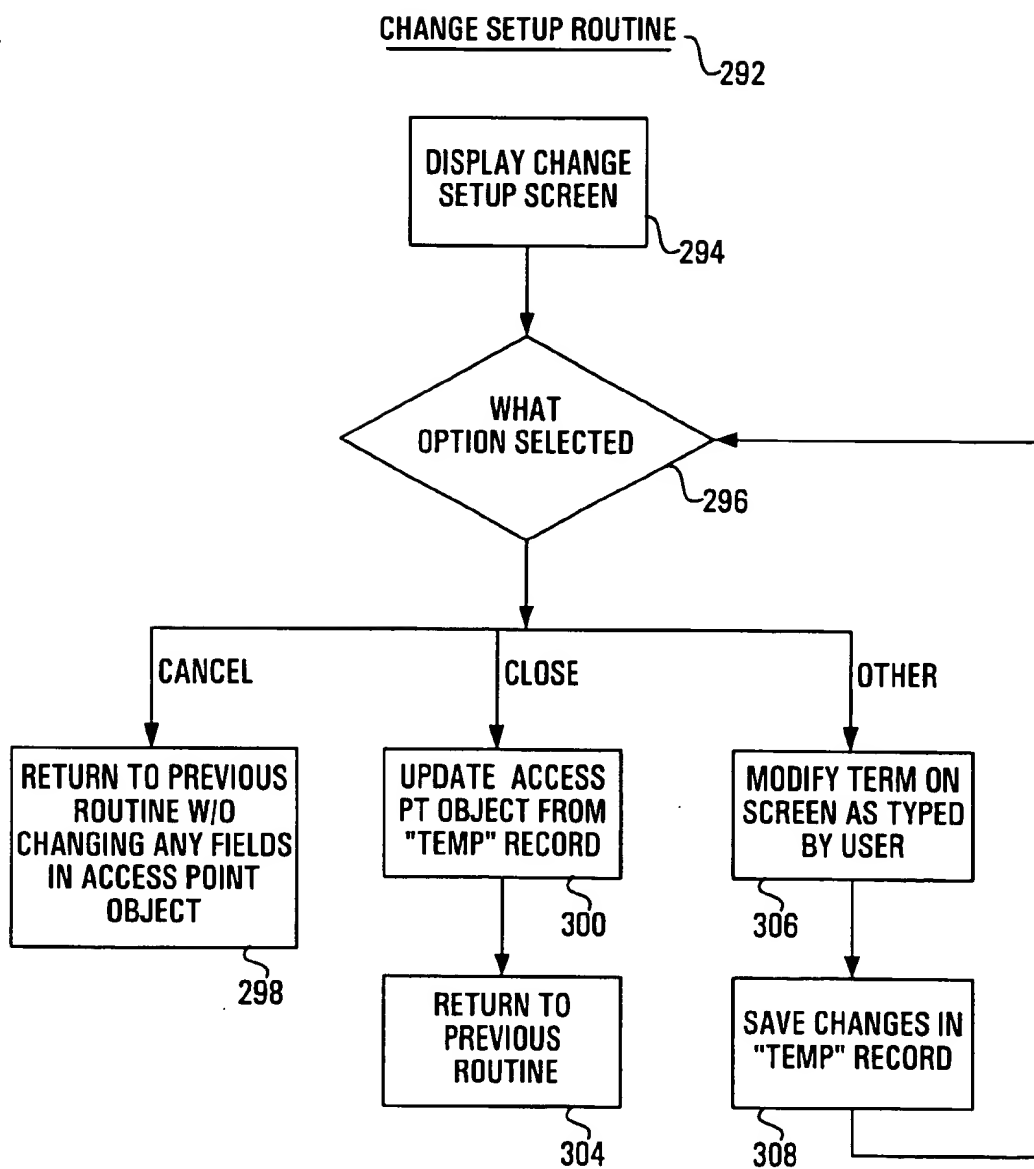 CHANGE SETUP ROUTINE
292
DISPLAY CHANGE
SETUP SCREEN
294
WHAT
OPTION SELECTED
296
CANCEL
CLOSE
OTHER
RETURN TO PREVIOUS
ROUTINE W/O
CHANGING ANY FIELDS
IN ACCESS POINT
OBJECT
298
UPDATE ACCESS
PT OBJECT FROM
"TEMP" RECORD
300
MODIFY TERM ON
SCREEN AS TYPED
BY USER
306
RETURN TO
PREVIOUS
ROUTINE
304
SAVE CHANGES IN
"TEMP" RECORD
308